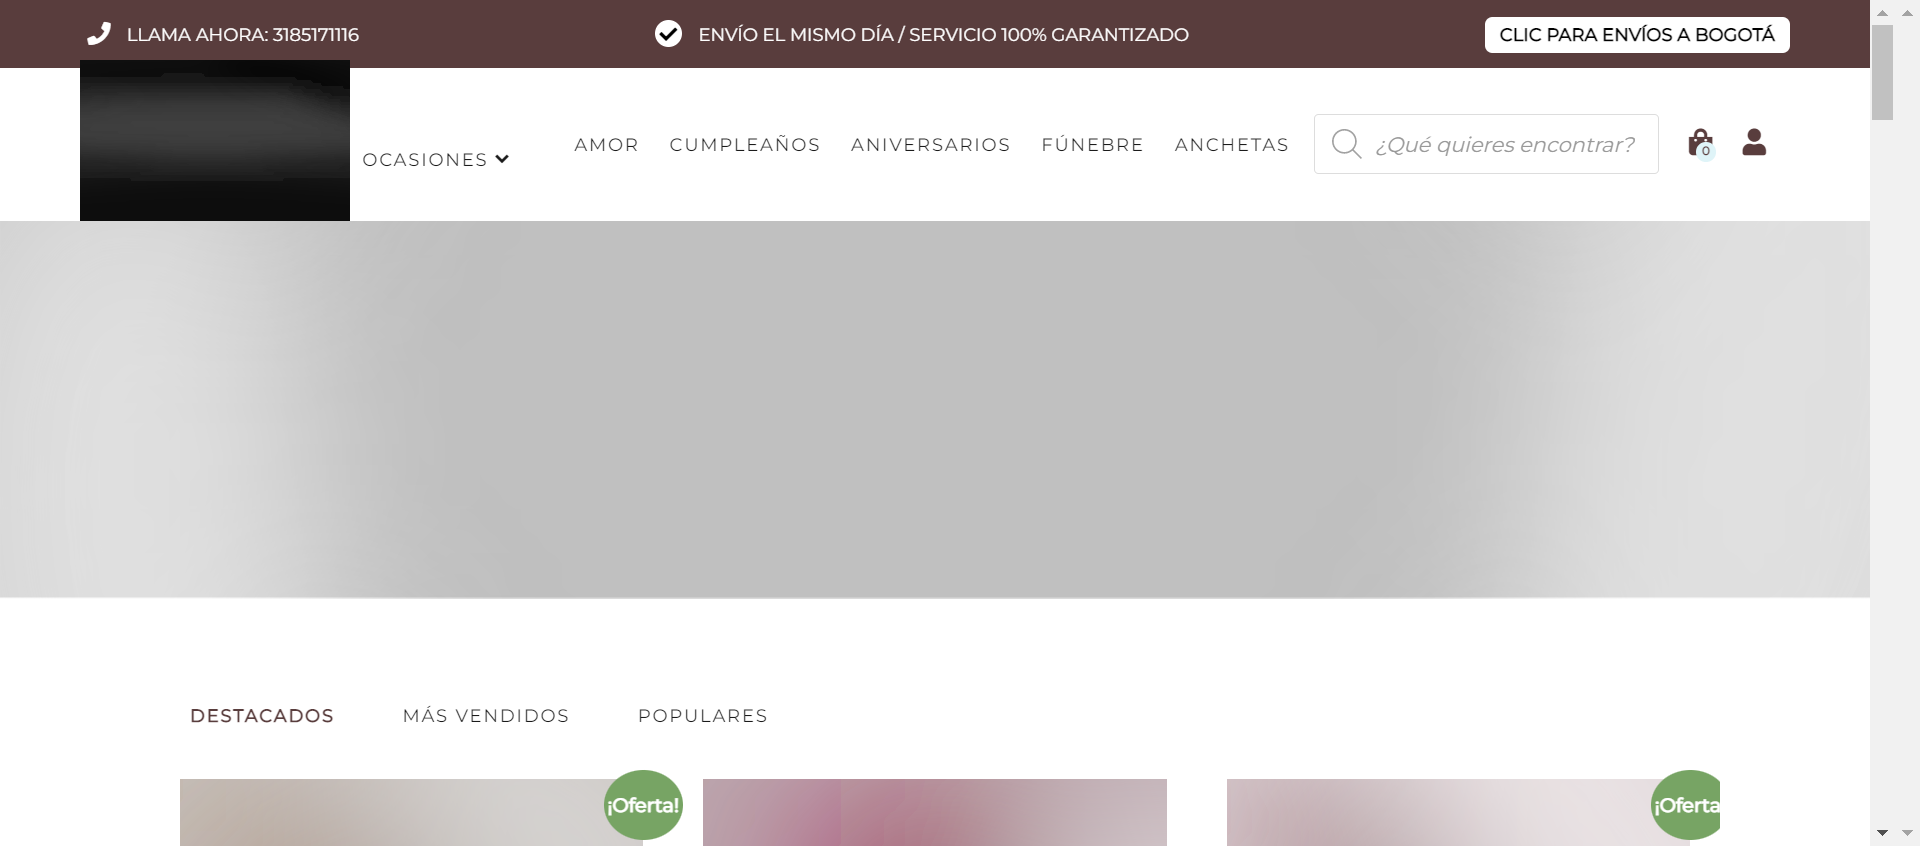 LLAMA AHORA: 3185171116
ENVÍO EL MISMO DÍA / SERVICIO 100% GARANTIZADO
CLIC PARA ENVÍOS A BOGOTÁ
OCASIONES
AMOR
CUMPLEAÑOS
ANIVERSARIOS
FÚNEBRE
ANCHETAS
¿Qué quieres encontrar?
0
DESTACADOS
MÁS VENDIDOS
POPULARES
¡Oferta!
¡Oferta